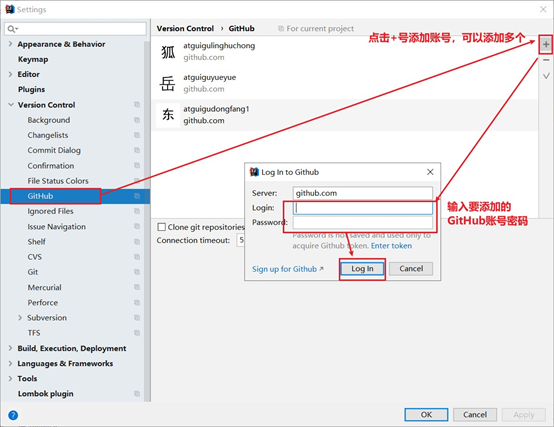 Settings
Version Control › GitHub
For current project
点击+号添加账号，可以添加多个
Appearance & Behavior
Keymap
Editor
Plugins
Version Control
Background
Changelists
Commit Dialog
Confirmation
File Status Colors
GitHub
Ignored Files
Issue Navigation
Shelf
CVS
Git
Mercurial
Perforce
Subversion
TFS
Build, Execution, Deployment
Languages & Frameworks
Tools
Lombok plugin
狐
atguigulinghuchong
github.com
岳
atguiguyueyue
github.com
东
atguigudongfang1
github.com
Clone git repositories
Connection timeout: 5
Log In to Github
Server: github.com
Login:
Password:
Password is not saved and used only to
acquire Github token. Enter token
Sign up for Github ↗
Log In
Cancel
输入要添加的
GitHub账号密码
?
OK
Cancel
Apply